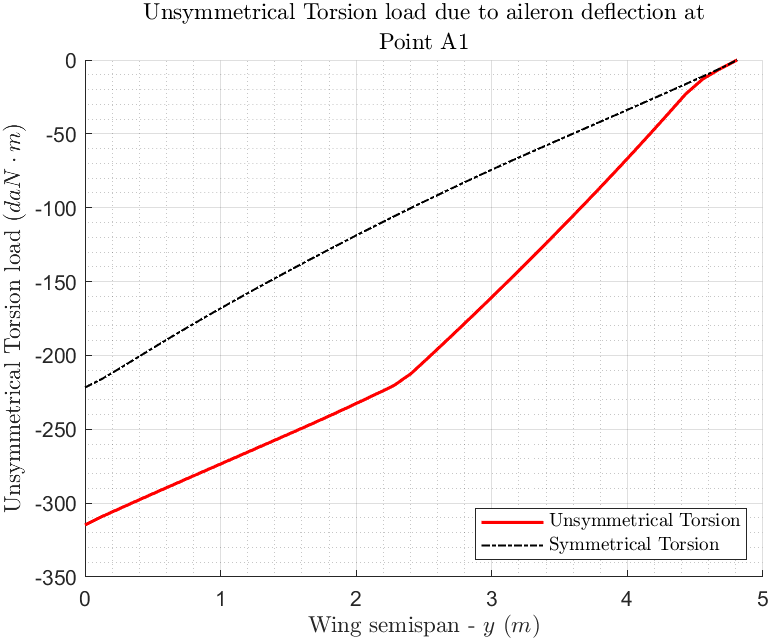 Unsymmetrical Torsion load due to aileron deflection at
Point A1
Unsymmetrical Torsion load (daN · m)
0
-50
-100
-150
-200
-250
-300
-350
Unsymmetrical Torsion
Symmetrical Torsion
0 1 2 3 4 5
Wing semispan - y (m)